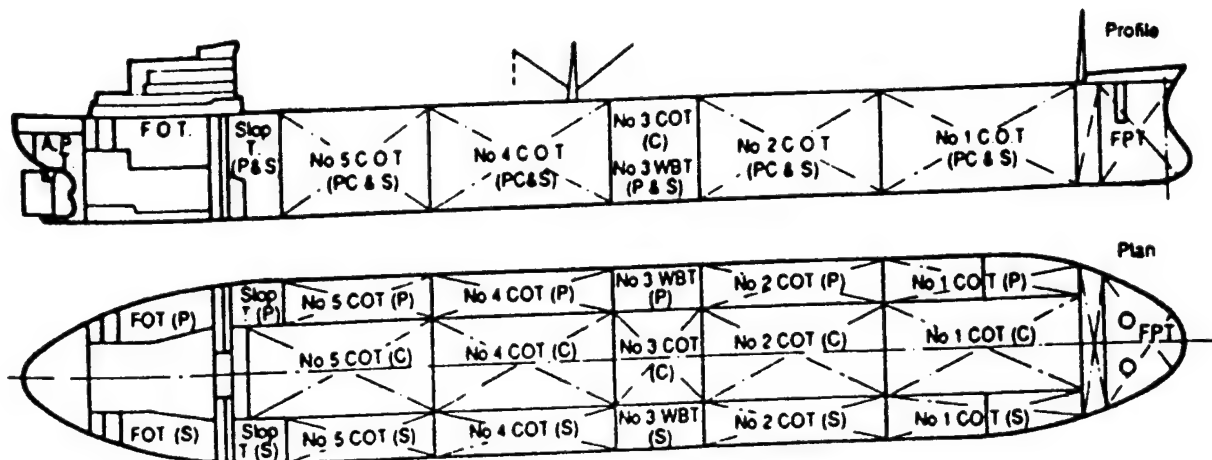 Profile
A.P
F O T.
Slop
T
(P & S)
No 5 C O T
(PC & S)
No 4 C O T
(PC&S)
No 3 COT
(C)
No 3 WBT
(P & S)
No 2 C O T
(PC & S)
No 1 C.O T
(PC & S)
FPT
Plan
FOT (P)
Slop
T (P)
No 5 COT (P)
No 4 COT (P)
No 3 WBT
(P)
No 2 COT (P)
No 1 COT (P)
No 5 COT (C)
No 4 COT (C)
No 3 COT
(C)
No 2 COT (C)
No 1 COT (C)
FPT
FOT (S)
Slop
T (S)
No 5 COT (S)
No 4 COT (S)
No 3 WBT
(S)
No 2 COT (S)
No 1 COT (S)